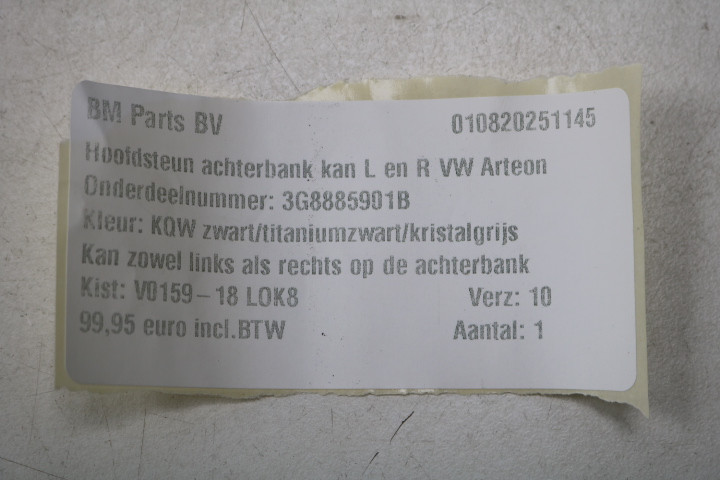 BM Parts BV 010820251145
Hoofdsteun achterbank kan L en R VW Arteon
Onderdeelnummer: 3G8885901B
Kleur: KQW zwart/titaniumzwart/kristalgrijs
Kan zowel links als rechts op de achterbank
Kist: V0159-18 LOK8 Verz: 10
99,95 euro incl.BTW Aantal: 1